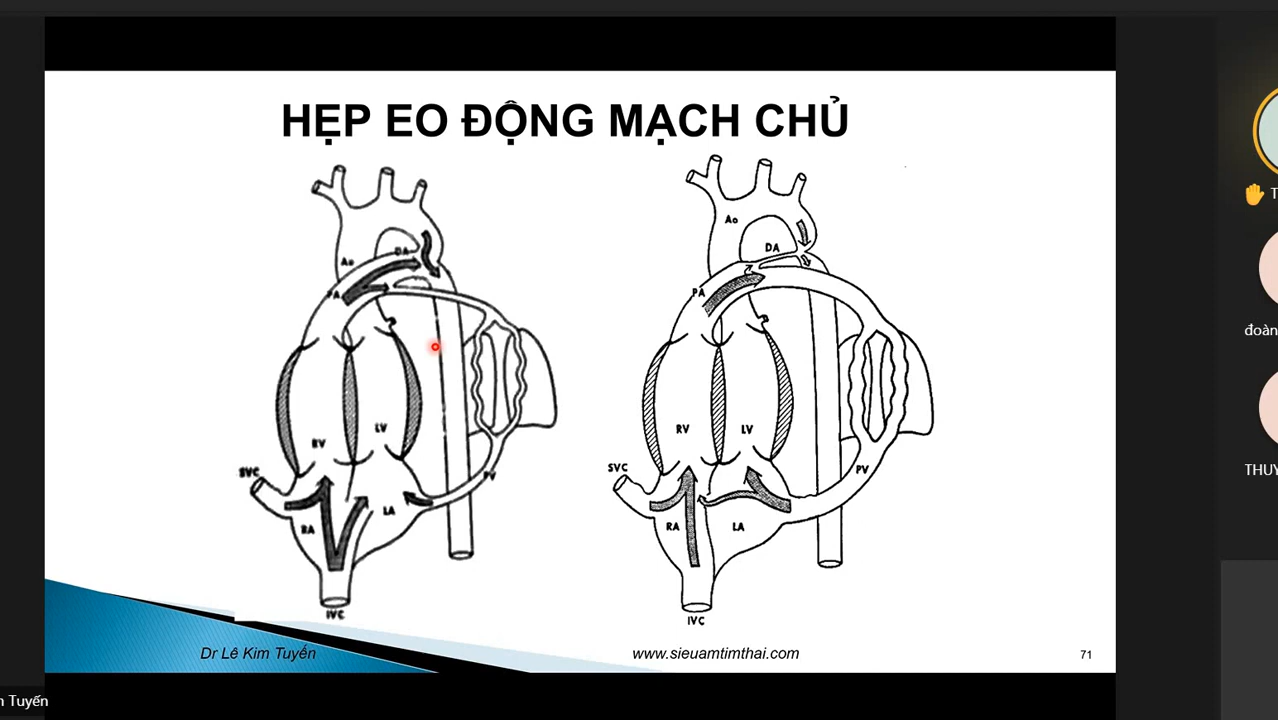 HẸP EO ĐỘNG MẠCH CHỦ
Ao
DA
PA
RV
LV
SVC
RA
LA
PV
IVC
Ao
DA
PA
RV
LV
SVC
RA
LA
PV
IVC
Dr Lê Kim Tuyến
www.sieuamtimthai.com
71
Tuyến
T
đoàn
THUY